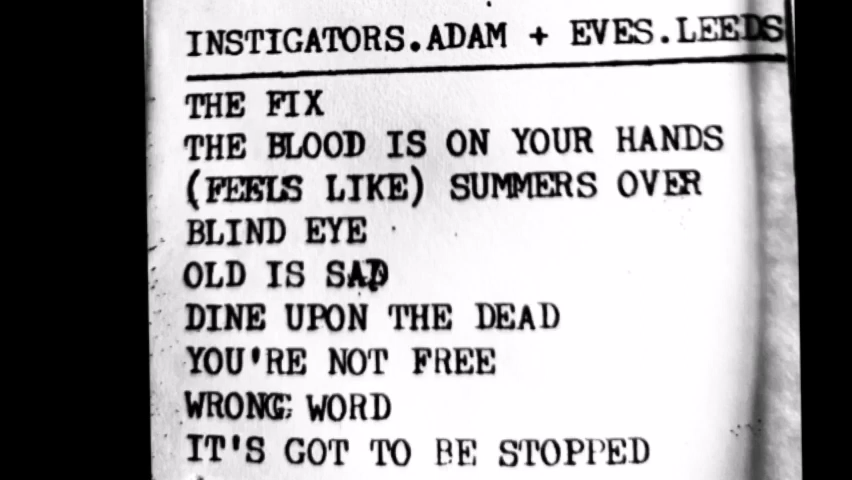 INSTIGATORS.ADAM + EVES.LEEDS
THE FIX
THE BLOOD IS ON YOUR HANDS
(FEELS LIKE) SUMMERS OVER
BLIND EYE
OLD IS SAD
DINE UPON THE DEAD
YOU'RE NOT FREE
WRONG WORD
IT'S GOT TO BE STOPPED